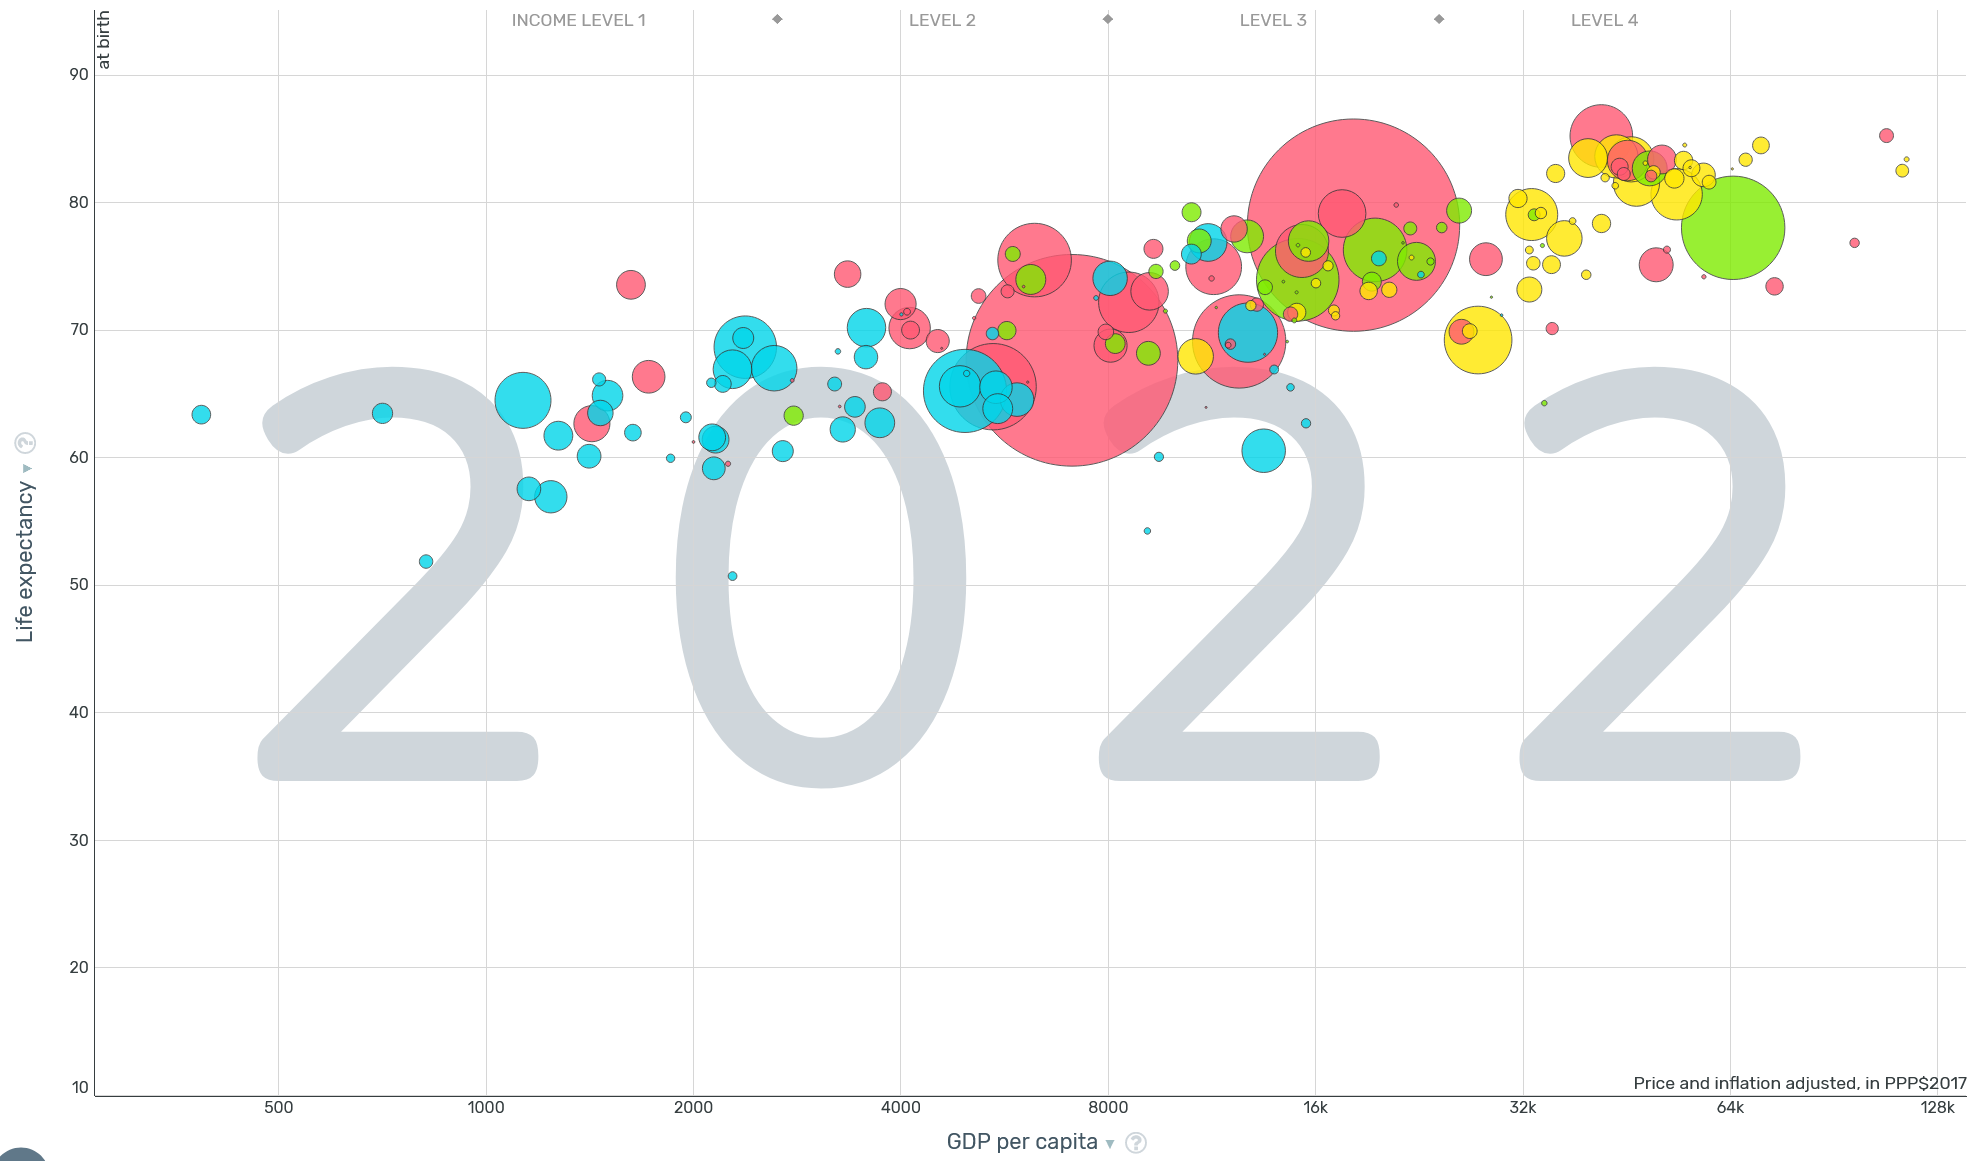 INCOME LEVEL 1 ◆ LEVEL 2 ◆ LEVEL 3 ◆ LEVEL 4
at birth
90
80
70
60
50
40
30
20
10
Life expectancy ▼ ?
2022
Price and inflation adjusted, in PPP$2017
500 1000 2000 4000 8000 16k 32k 64k 128k
GDP per capita ▼ ?